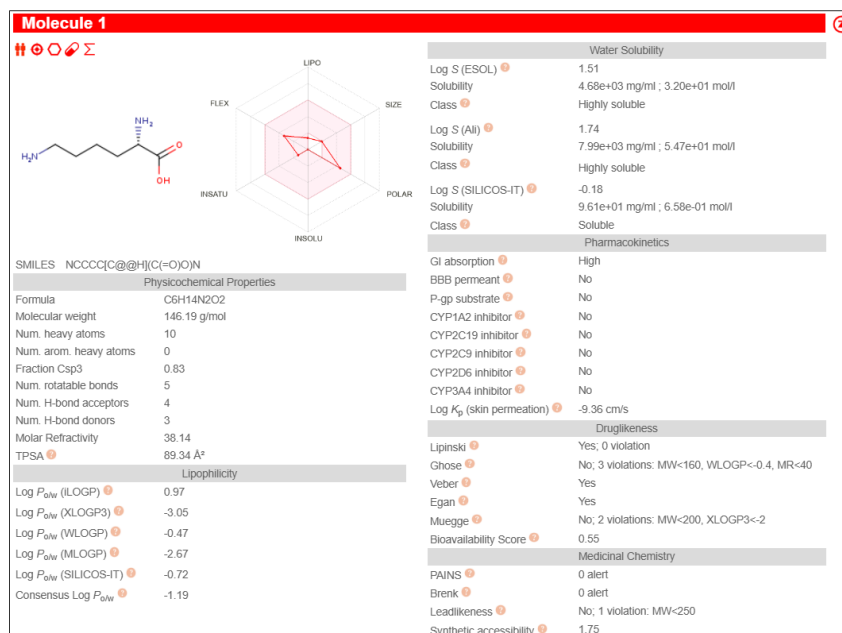 Molecule 1
LIPO
FLEX
SIZE
INSATU
POLAR
INSOLU
NH2
H2N
O
OH
SMILES NCCCC[C@@H](C(=O)O)N
Physicochemical Properties
Formula C6H14N2O2
Molecular weight 146.19 g/mol
Num. heavy atoms 10
Num. arom. heavy atoms 0
Fraction Csp3 0.83
Num. rotatable bonds 5
Num. H-bond acceptors 4
Num. H-bond donors 3
Molar Refractivity 38.14
TPSA ? 89.34 Å²
Lipophilicity
Log Po/w (iLOGP) ? 0.97
Log Po/w (XLOGP3) ? -3.05
Log Po/w (WLOGP) ? -0.47
Log Po/w (MLOGP) ? -2.67
Log Po/w (SILICOS-IT) ? -0.72
Consensus Log Po/w ? -1.19
Water Solubility
Log S (ESOL) ? 1.51
Solubility 4.68e+03 mg/ml ; 3.20e+01 mol/l
Class ? Highly soluble
Log S (Ali) ? 1.74
Solubility 7.99e+03 mg/ml ; 5.47e+01 mol/l
Class ? Highly soluble
Log S (SILICOS-IT) ? -0.18
Solubility 9.61e+01 mg/ml ; 6.58e-01 mol/l
Class ? Soluble
Pharmacokinetics
GI absorption ? High
BBB permeant ? No
P-gp substrate ? No
CYP1A2 inhibitor ? No
CYP2C19 inhibitor ? No
CYP2C9 inhibitor ? No
CYP2D6 inhibitor ? No
CYP3A4 inhibitor ? No
Log Kp (skin permeation) ? -9.36 cm/s
Druglikeness
Lipinski ? Yes; 0 violation
Ghose ? No; 3 violations: MW<160, WLOGP<-0.4, MR<40
Veber ? Yes
Egan ? Yes
Muegge ? No; 2 violations: MW<200, XLOGP3<-2
Bioavailability Score ? 0.55
Medicinal Chemistry
PAINS ? 0 alert
Brenk ? 0 alert
Leadlikeness ? No; 1 violation: MW<250
Synthetic accessibility ? 1.75